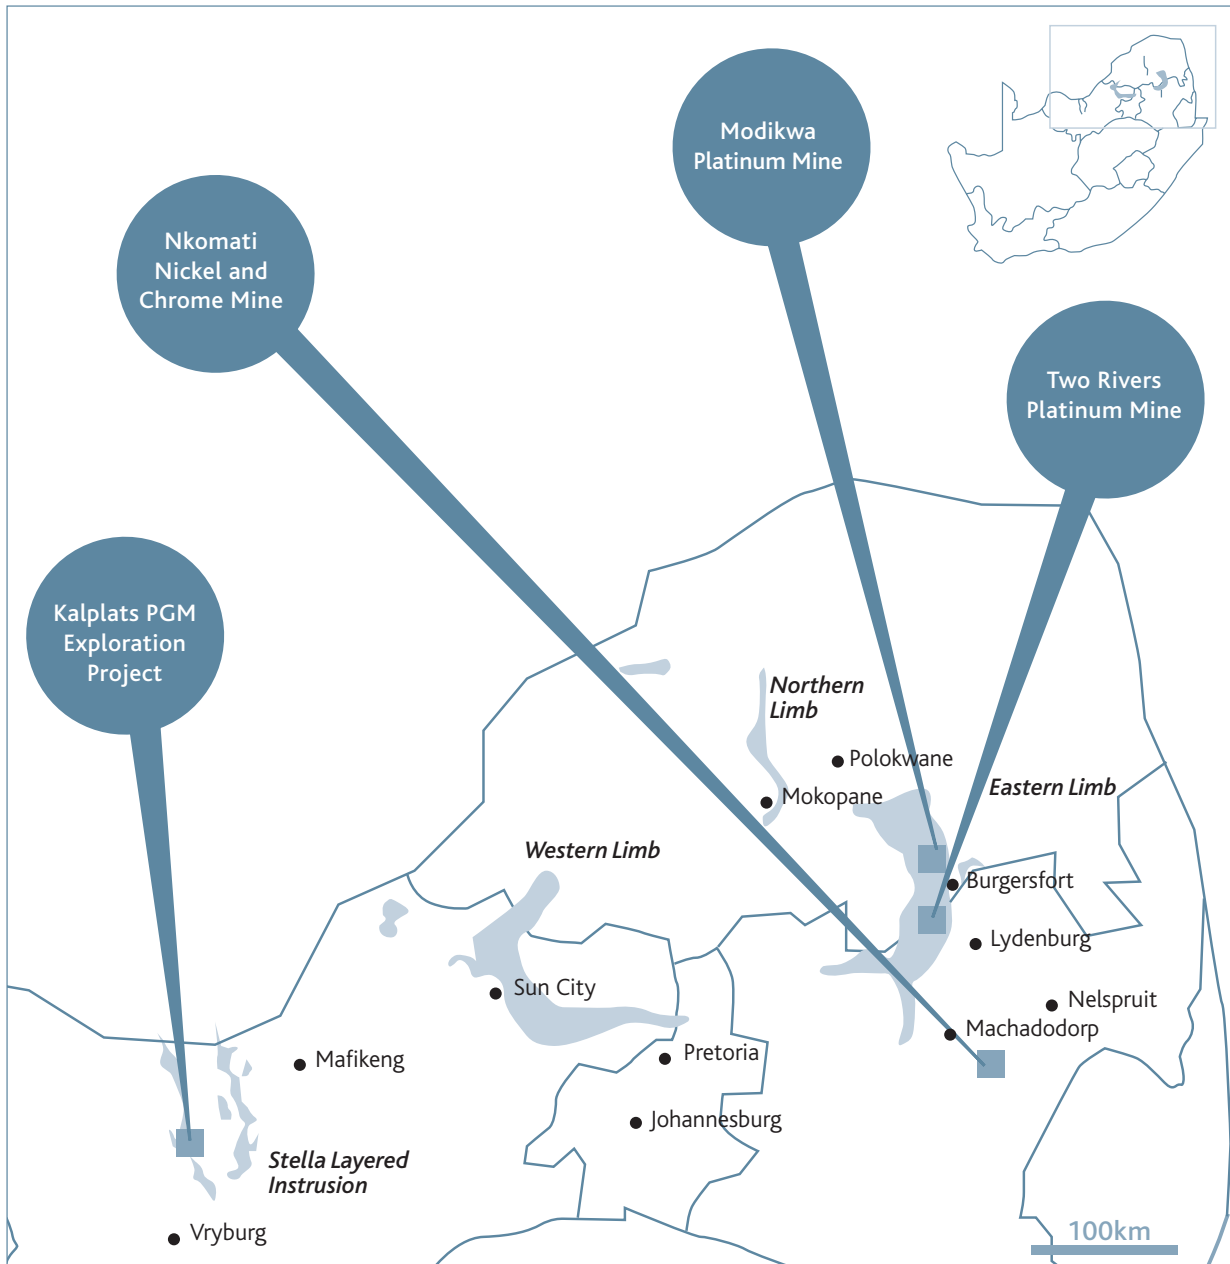 Modikwa
Platinum Mine
Nkomati
Nickel and
Chrome Mine
Two Rivers
Platinum Mine
Kalplats PGM
Exploration
Project
Northern
Limb
Polokwane
Mokopane
Eastern Limb
Western Limb
Burgersfort
Lydenburg
Sun City
Nelspruit
Machadodorp
Mafikeng
Pretoria
Johannesburg
Stella Layered
Instrusion
Vryburg
100km